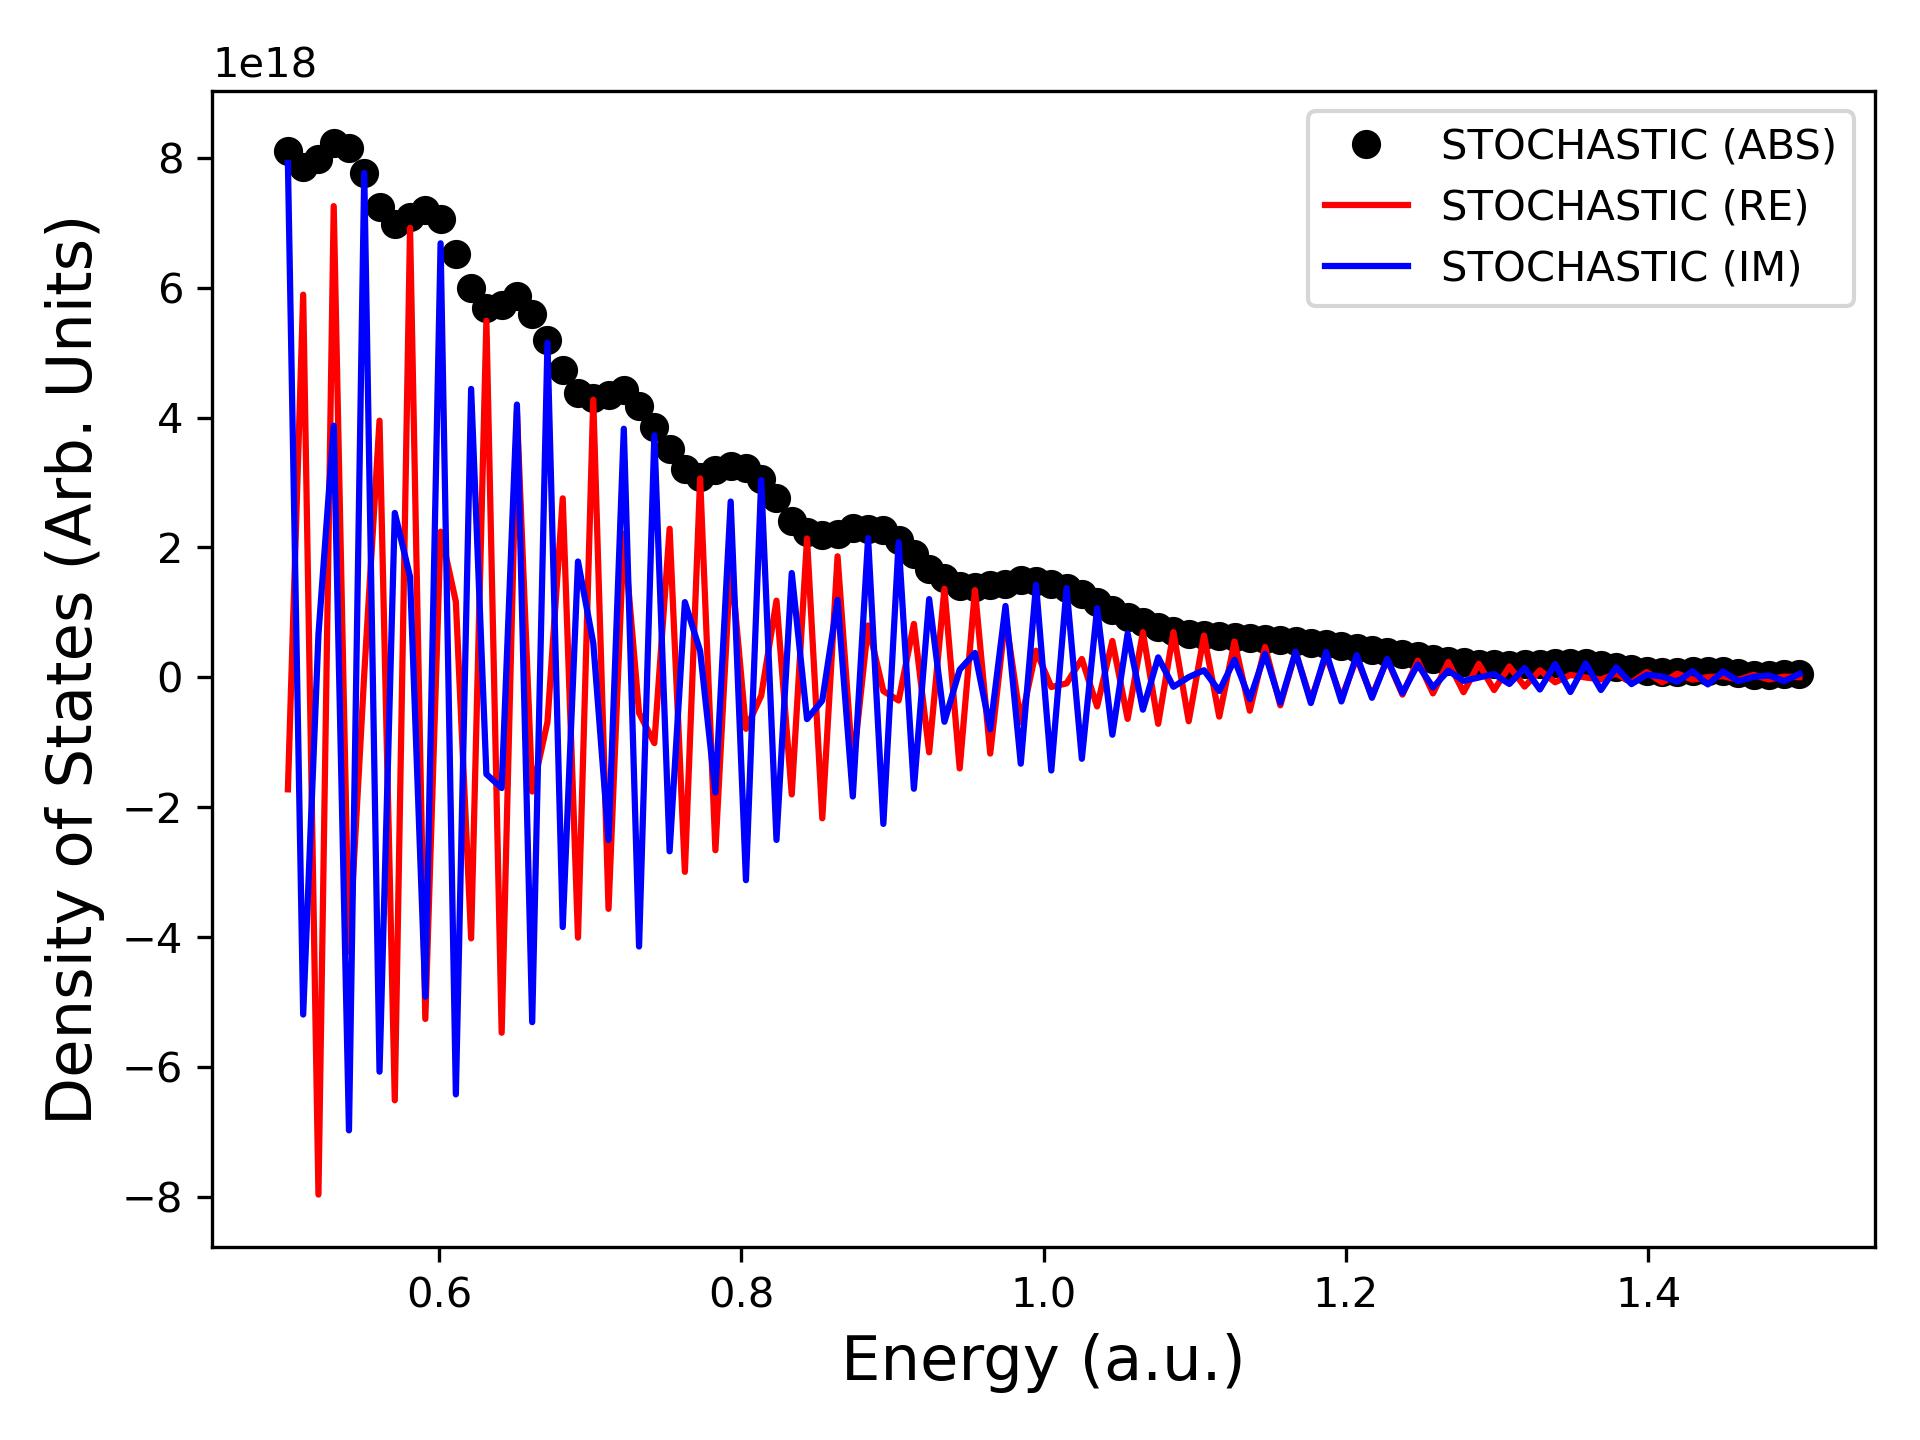 1e18
8
6
4
2
0
−2
−4
−6
−8
Density of States (Arb. Units)
STOCHASTIC (ABS)
STOCHASTIC (RE)
STOCHASTIC (IM)
0.6 0.8 1.0 1.2 1.4
Energy (a.u.)